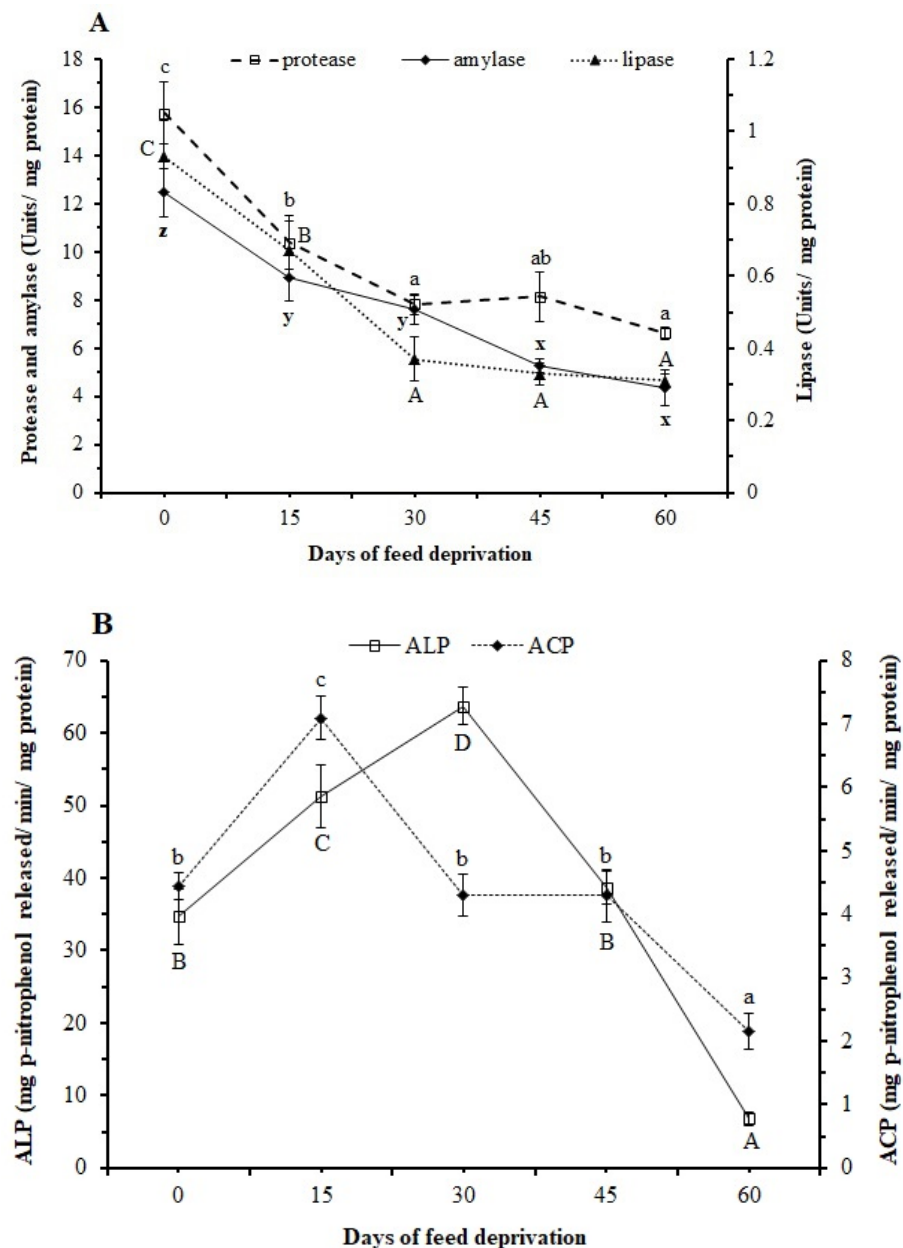 A
protease amylase lipase
Protease and amylase (Units/ mg protein)
18
16
14
12
10
8
6
4
2
0
Lipase (Units/ mg protein)
1.2
1
0.8
0.6
0.4
0.2
0
c
C
z
b
B
y
a
y
A
ab
x
A
a
A
x
0 15 30 45 60
Days of feed deprivation
B
ALP ACP
ALP (mg p-nitrophenol released/ min/ mg protein)
70
60
50
40
30
20
10
0
ACP (mg p-nitrophenol released/ min/ mg protein)
8
7
6
5
4
3
2
1
0
b
B
c
C
D
b
b
B
a
A
0 15 30 45 60
Days of feed deprivation